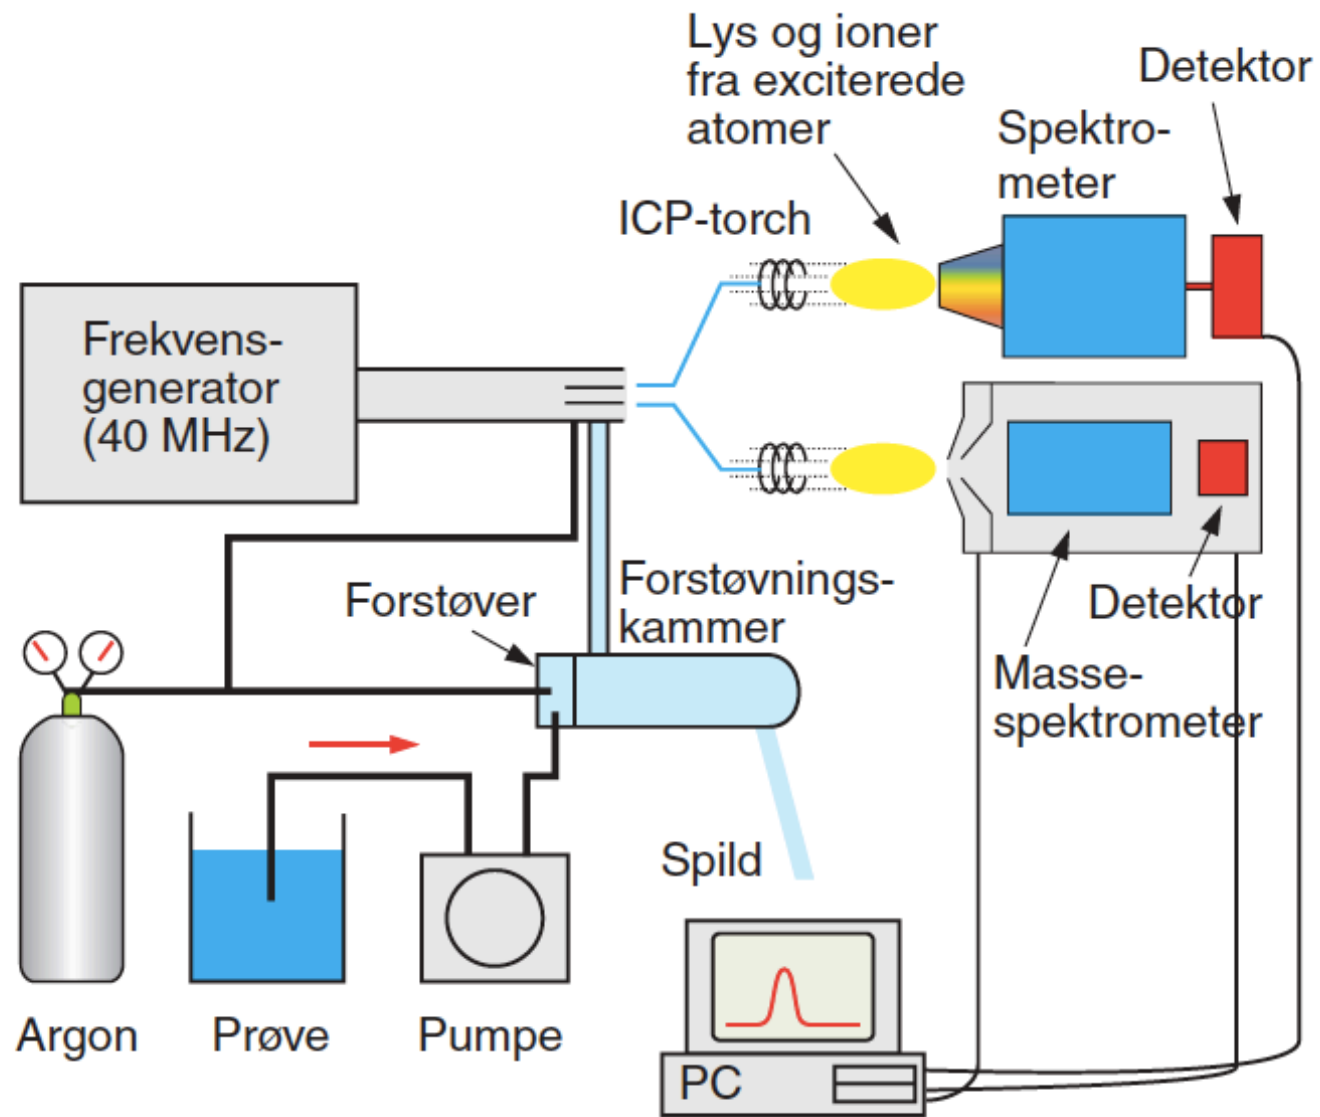 Lys og ioner
fra exciterede
atomer
Detektor
Spektro-
meter
ICP-torch
Frekvens-
generator
(40 MHz)
Forstøver
Forstøvnings-
kammer
Detektor
Masse-
spektrometer
Spild
Argon
Prøve
Pumpe
PC